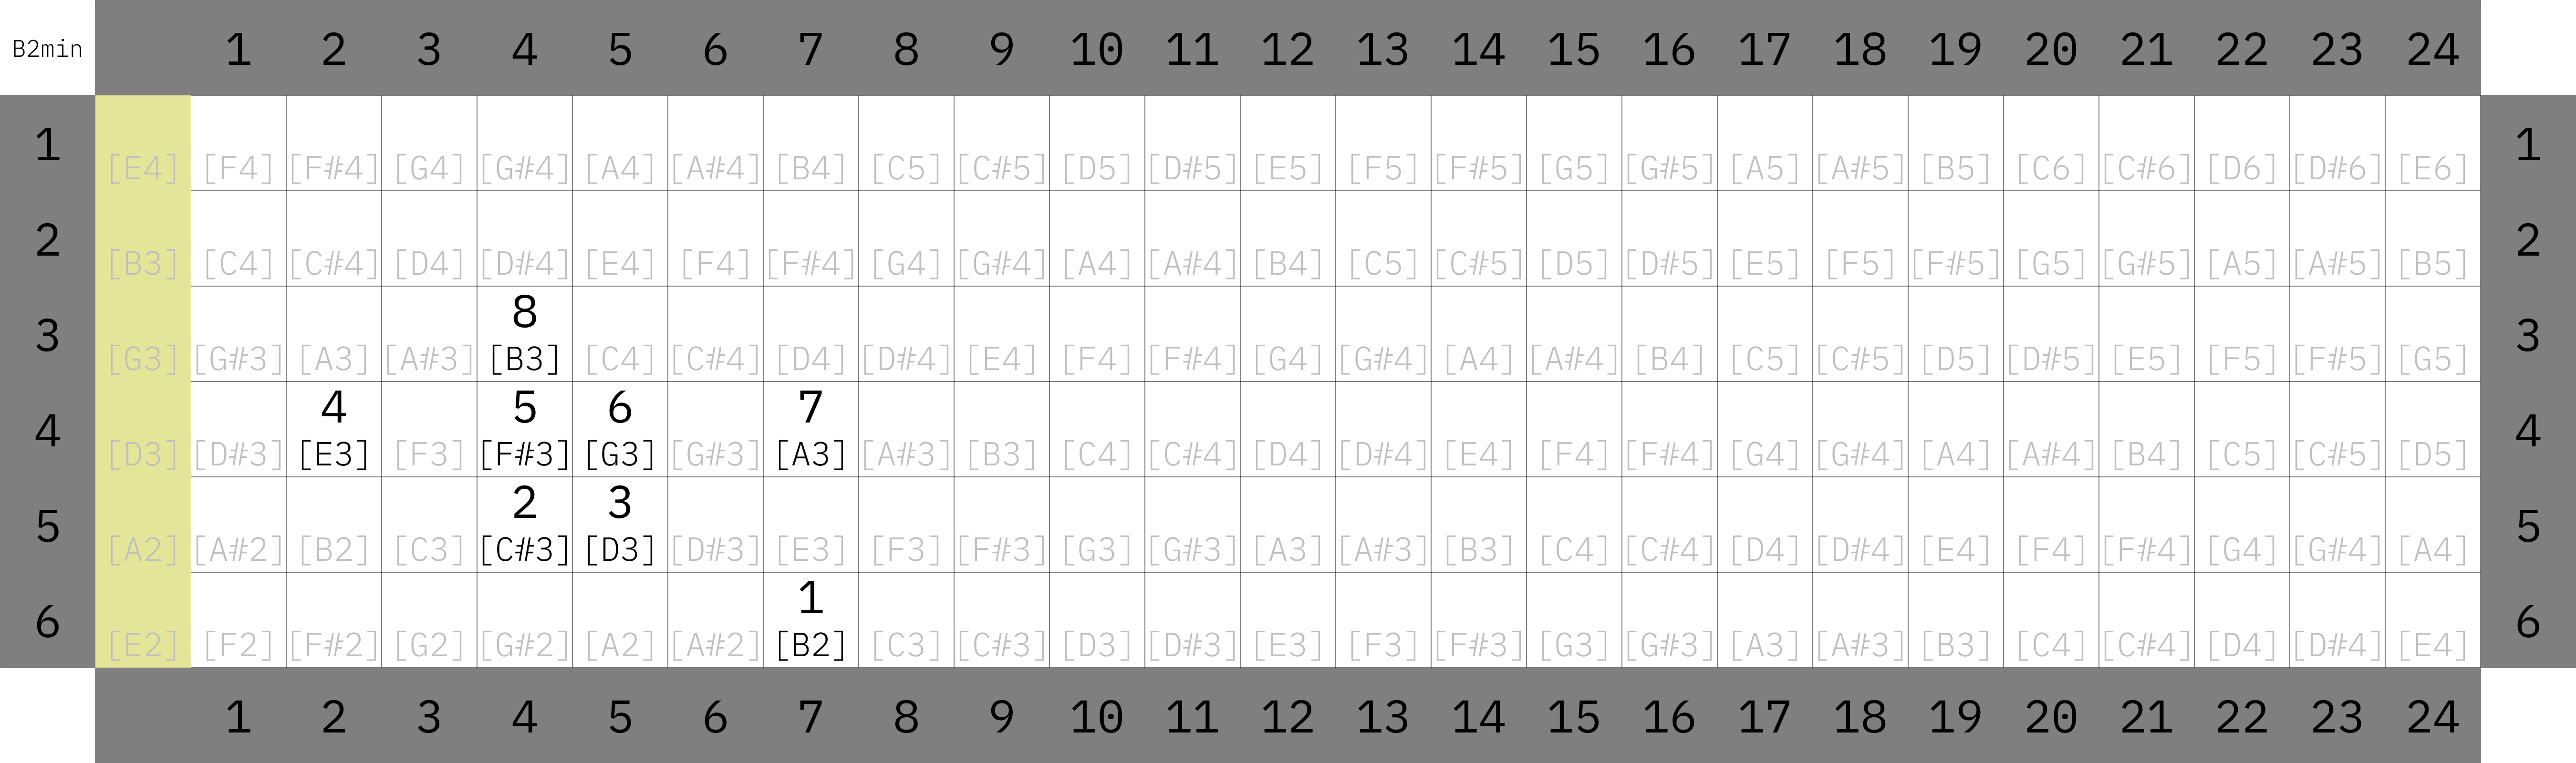 B2min 1 2 3 4 5 6 7 8 9 10 11 12 13 14 15 16 17 18 19 20 21 22 23 24
1 1
[E4] [F4] [F#4] [G4] [G#4] [A4] [A#4] [B4] [C5] [C#5] [D5] [D#5] [E5] [F5] [F#5] [G5] [G#5] [A5] [A#5] [B5] [C6] [C#6] [D6] [D#6] [E6]
2 2
[B3] [C4] [C#4] [D4] [D#4] [E4] [F4] [F#4] [G4] [G#4] [A4] [A#4] [B4] [C5] [C#5] [D5] [D#5] [E5] [F5] [F#5] [G5] [G#5] [A5] [A#5] [B5]
8
3 3
[G3] [G#3] [A3] [A#3] [B3] [C4] [C#4] [D4] [D#4] [E4] [F4] [F#4] [G4] [G#4] [A4] [A#4] [B4] [C5] [C#5] [D5] [D#5] [E5] [F5] [F#5] [G5]
4 5 6 7
4 4
[D3] [D#3] [E3] [F3] [F#3] [G3] [G#3] [A3] [A#3] [B3] [C4] [C#4] [D4] [D#4] [E4] [F4] [F#4] [G4] [G#4] [A4] [A#4] [B4] [C5] [C#5] [D5]
2 3
5 5
[A2] [A#2] [B2] [C3] [C#3] [D3] [D#3] [E3] [F3] [F#3] [G3] [G#3] [A3] [A#3] [B3] [C4] [C#4] [D4] [D#4] [E4] [F4] [F#4] [G4] [G#4] [A4]
1
6 6
[E2] [F2] [F#2] [G2] [G#2] [A2] [A#2] [B2] [C3] [C#3] [D3] [D#3] [E3] [F3] [F#3] [G3] [G#3] [A3] [A#3] [B3] [C4] [C#4] [D4] [D#4] [E4]
1 2 3 4 5 6 7 8 9 10 11 12 13 14 15 16 17 18 19 20 21 22 23 24